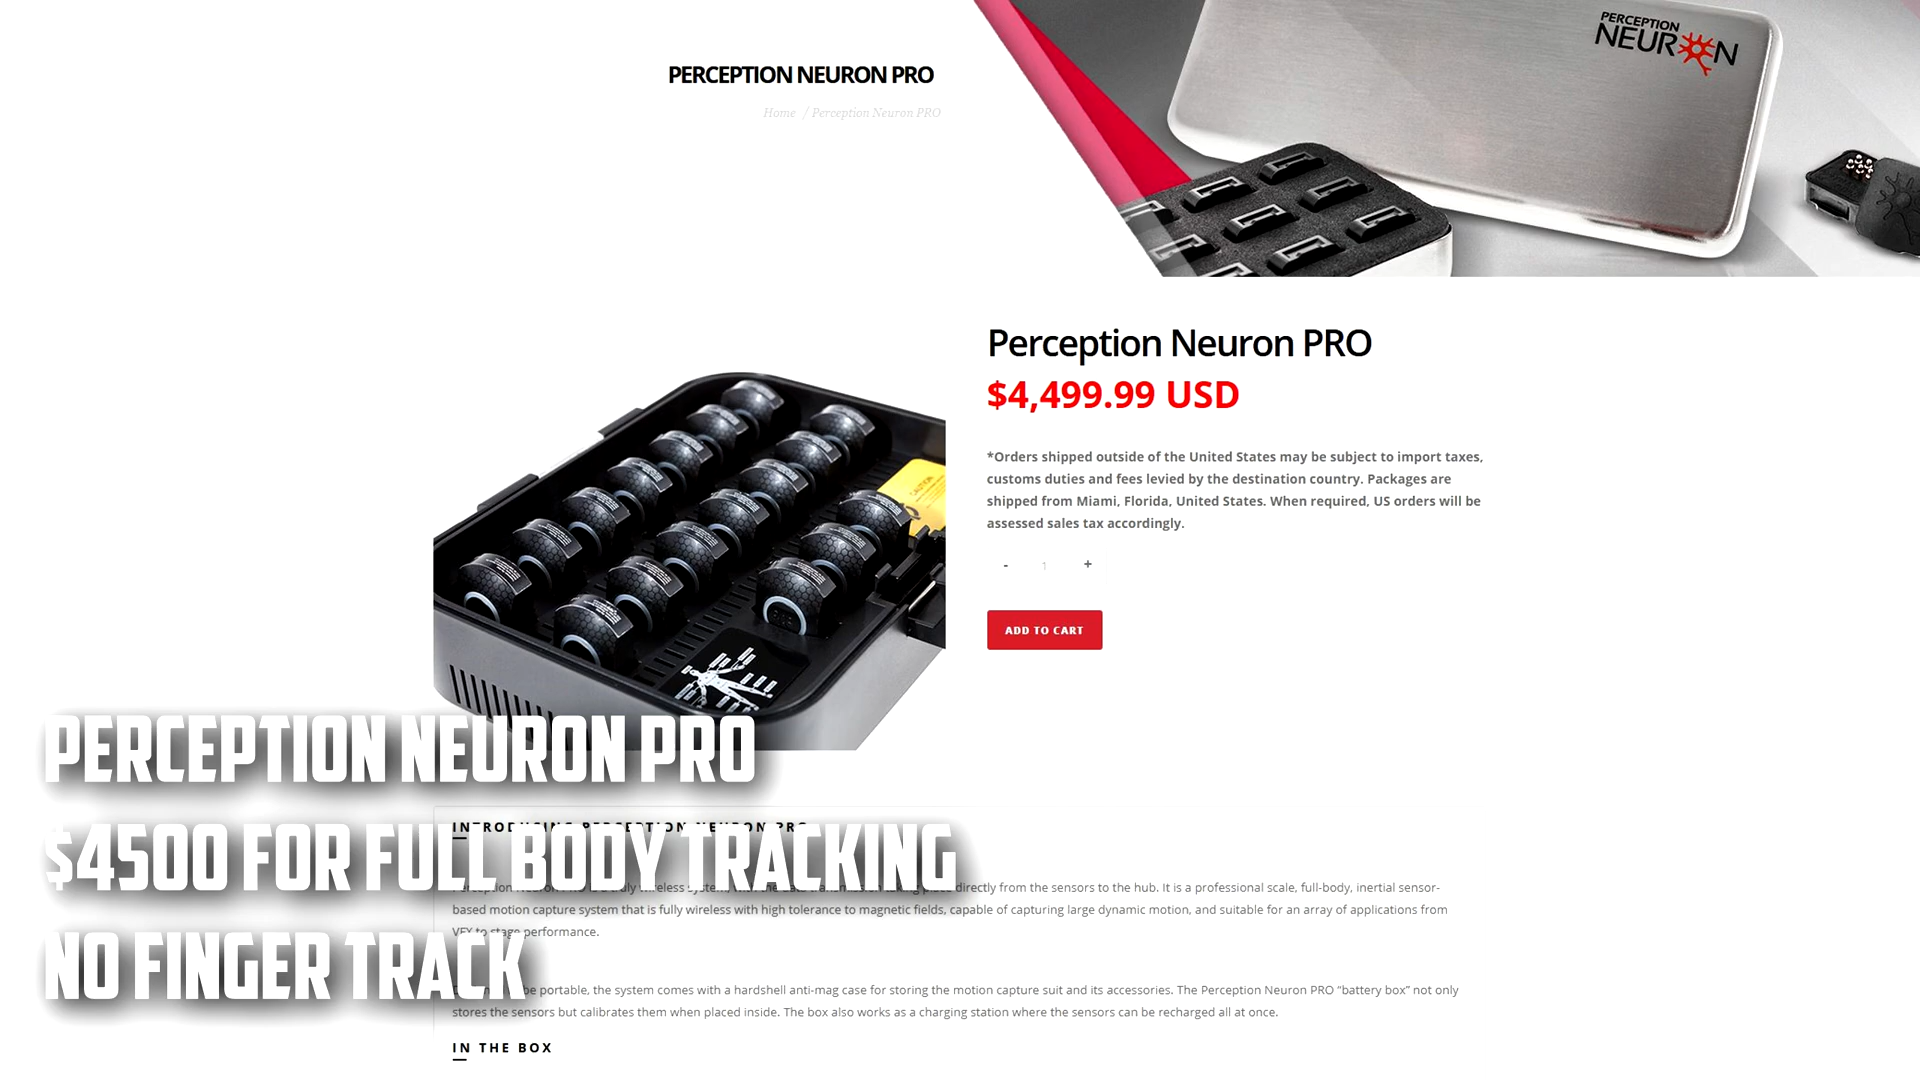 PERCEPTION NEURON
PERCEPTION NEURON PRO
Home / Perception Neuron PRO
Perception Neuron PRO
$4,499.99 USD
*Orders shipped outside of the United States may be subject to import taxes,
customs duties and fees levied by the destination country. Packages are
shipped from Miami, Florida, United States. When required, US orders will be
assessed sales tax accordingly.
- 1 +
ADD TO CART
CAUTION
PERCEPTION NEURON PRO
INTRODUCING PERCEPTION NEURON PRO
$4500 FOR FULL BODY TRACKING
directly from the sensors to the hub. It is a professional scale, full-body, inertial sensor-
based motion capture system that is fully wireless with high tolerance to magnetic fields, capable of capturing large dynamic motion, and suitable for an array of applications from
VFX to stage performance.
NO FINGER TRACK
be portable, the system comes with a hardshell anti-mag case for storing the motion capture suit and its accessories. The Perception Neuron PRO “battery box” not only
stores the sensors but calibrates them when placed inside. The box also works as a charging station where the sensors can be recharged all at once.
IN THE BOX